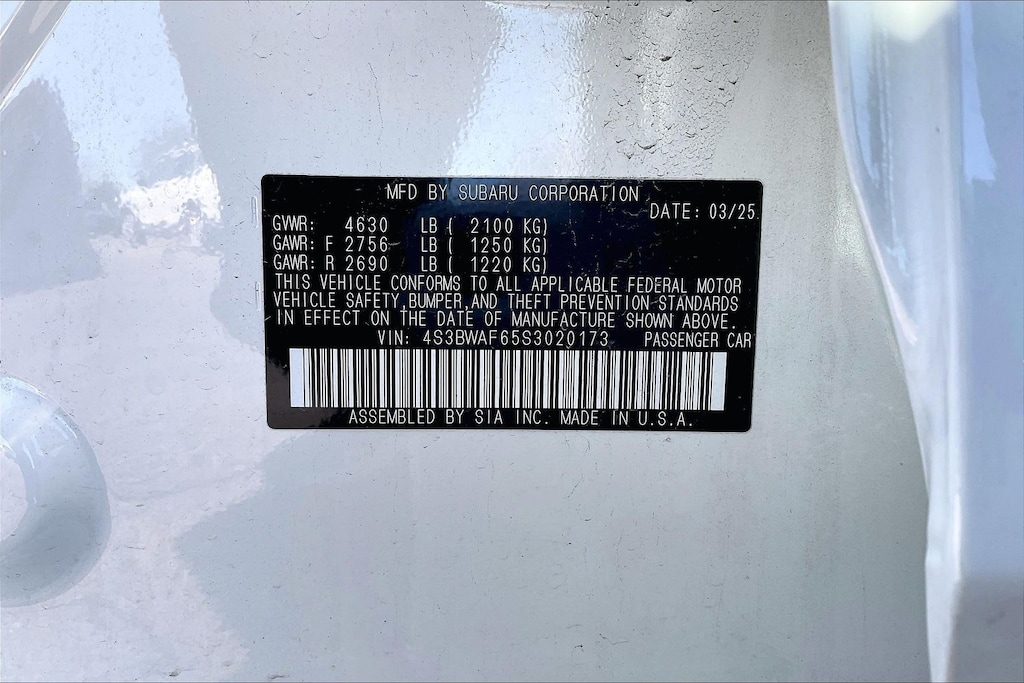 MFD BY SUBARU CORPORATION
DATE: 03/25
GVWR: 4630 LB ( 2100 KG)
GAWR: F 2756 LB ( 1250 KG)
GAWR: R 2690 LB ( 1220 KG)
THIS VEHICLE CONFORMS TO ALL APPLICABLE FEDERAL MOTOR
VEHICLE SAFETY,BUMPER,AND THEFT PREVENTION STANDARDS
IN EFFECT ON THE DATE OF MANUFACTURE SHOWN ABOVE.
VIN: 4S3BWAF65S3020173 PASSENGER CAR
ASSEMBLED BY SIA INC. MADE IN U.S.A.